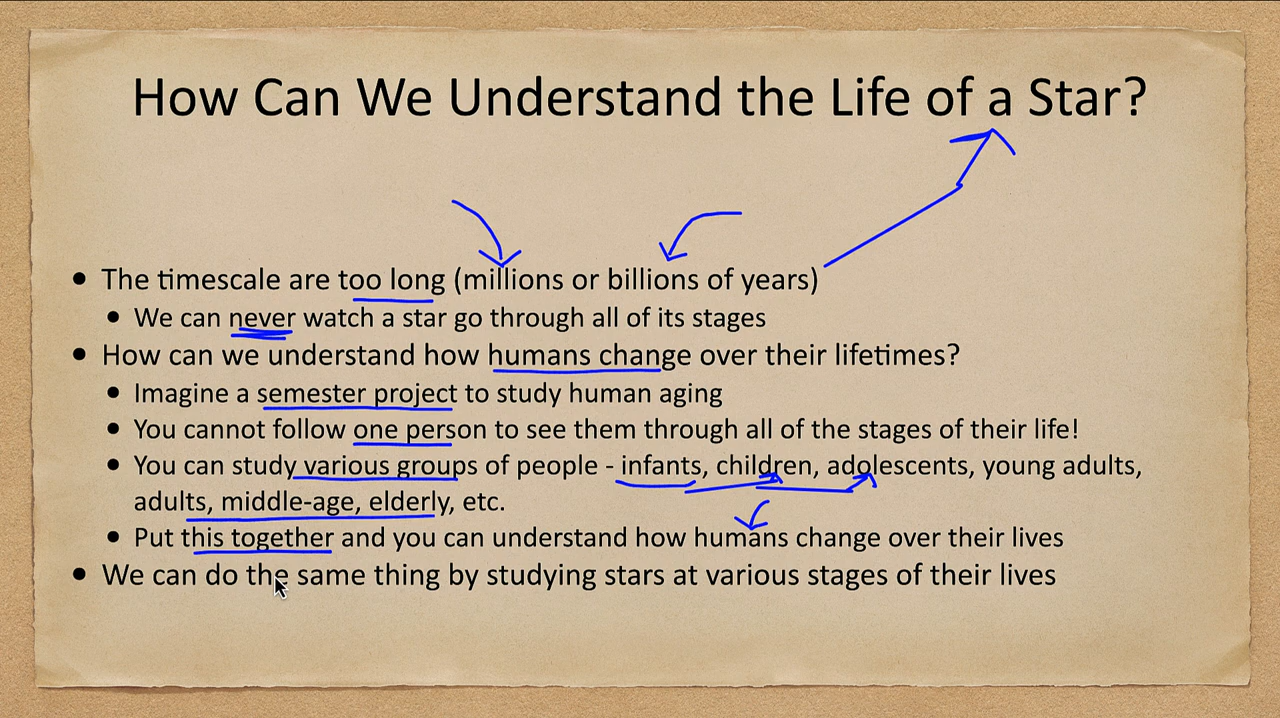 How Can We Understand the Life of a Star?
• The timescale are too long (millions or billions of years)
• We can never watch a star go through all of its stages
• How can we understand how humans change over their lifetimes?
• Imagine a semester project to study human aging
• You cannot follow one person to see them through all of the stages of their life!
• You can study various groups of people - infants, children, adolescents, young adults,
adults, middle-age, elderly, etc.
• Put this together and you can understand how humans change over their lives
• We can do the same thing by studying stars at various stages of their lives